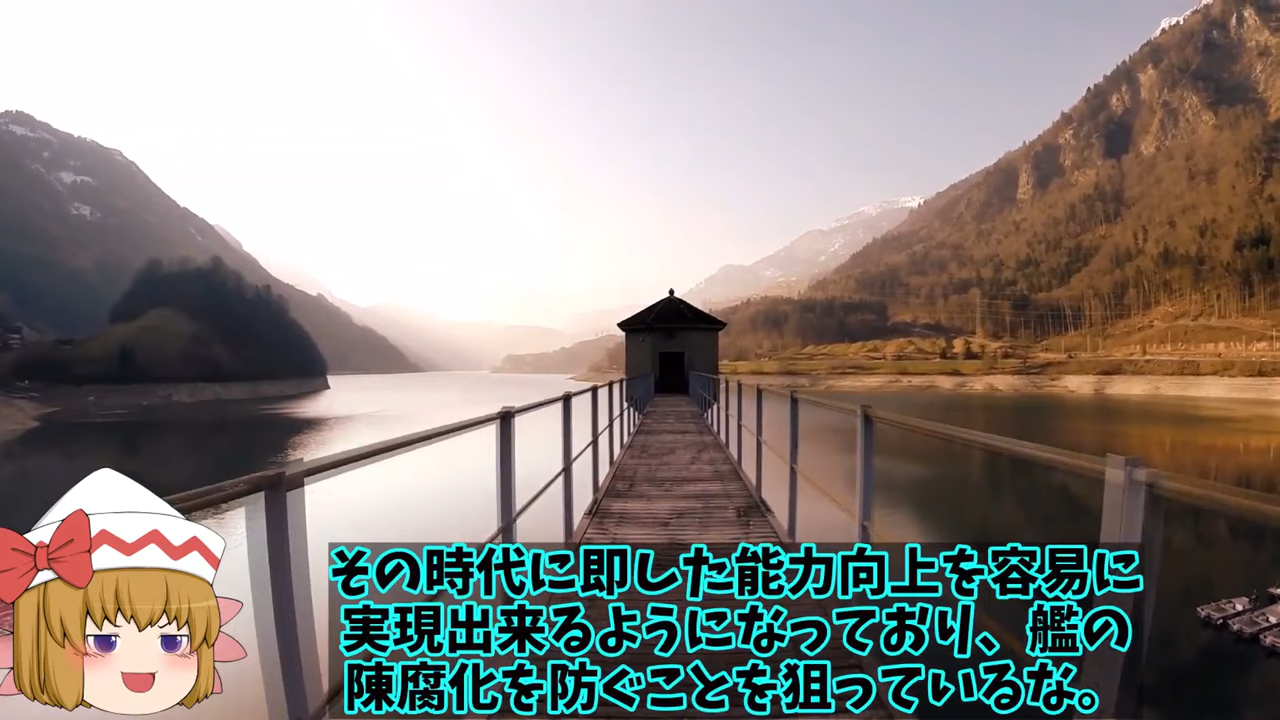 その時代に即した能力向上を容易に
実現出来るようになっており、艦の
陳腐化を防ぐことを狙っているな。